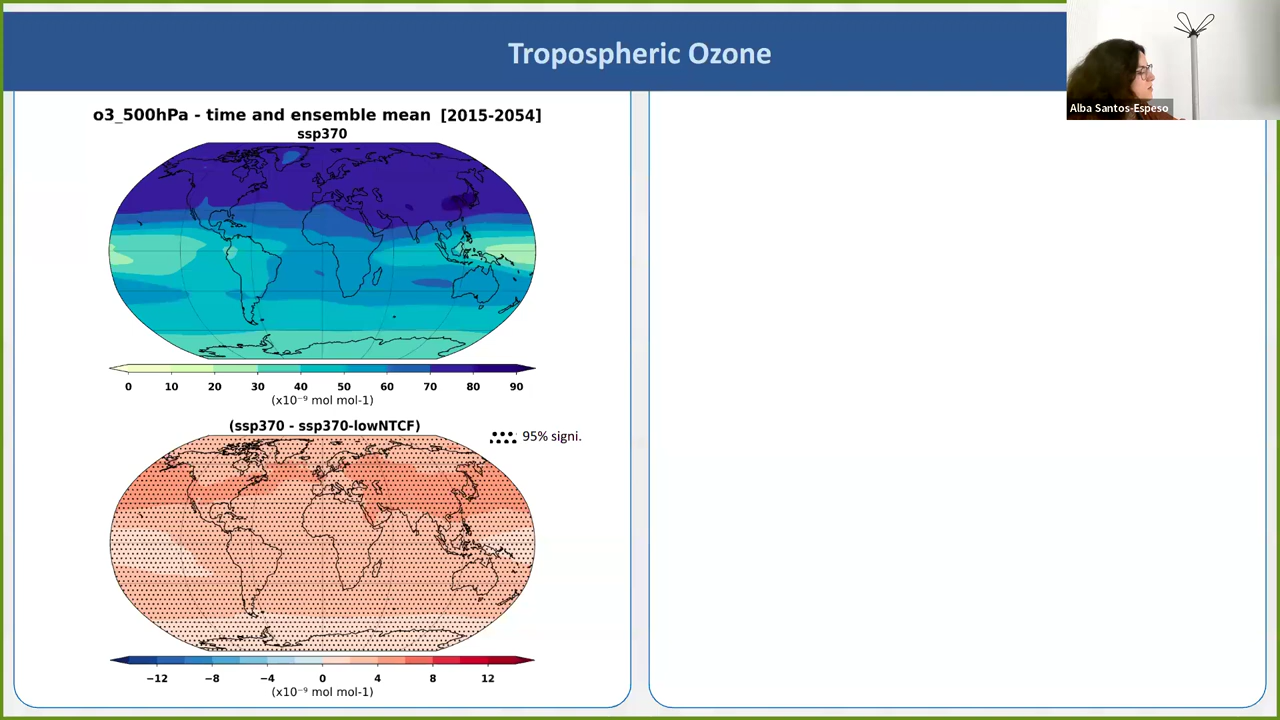 Tropospheric Ozone
Alba Santos-Espeso
o3_500hPa - time and ensemble mean [2015-2054]
ssp370
0 10 20 30 40 50 60 70 80 90
(x10⁻⁹ mol mol-1)
(ssp370 - ssp370-lowNTCF)
95% signi.
−12 −8 −4 0 4 8 12
(x10⁻⁹ mol mol-1)